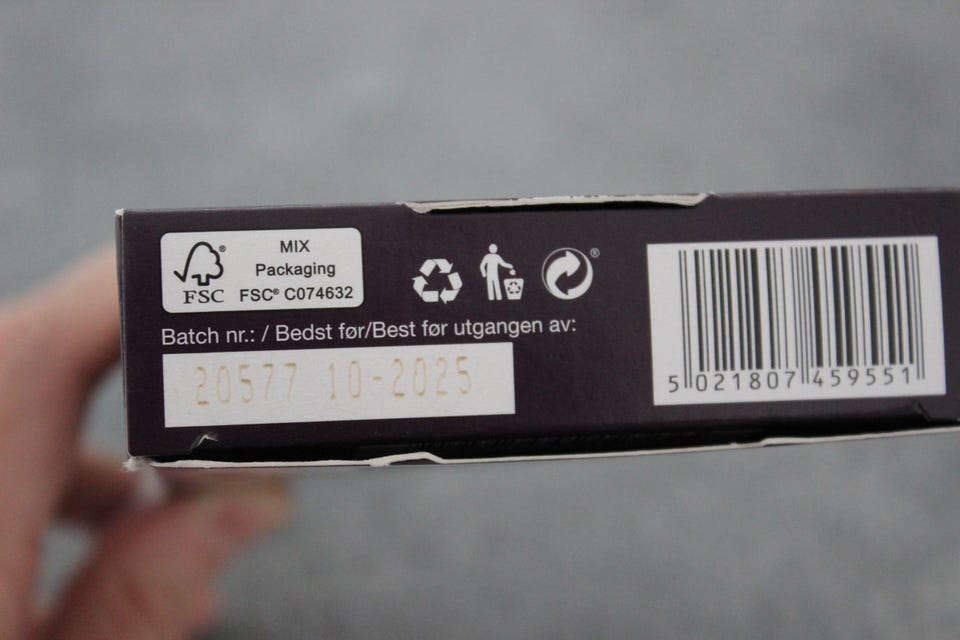 MIX
Packaging
FSC® C074632
FSC®
Batch nr.: / Bedst før/Best før utgangen av:
20577 10-2025
5 021807 459551